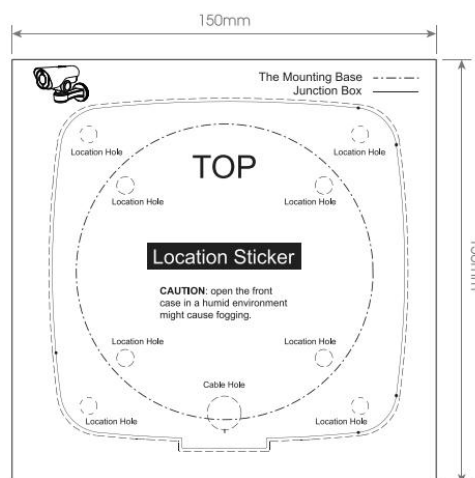 150mm
The Mounting Base
Junction Box
Location Hole
Location Hole
TOP
Location Hole
Location Hole
Location Sticker
CAUTION: open the front
case in a humid environment
might cause fogging.
Location Hole
Location Hole
Cable Hole
Location Hole
Location Hole